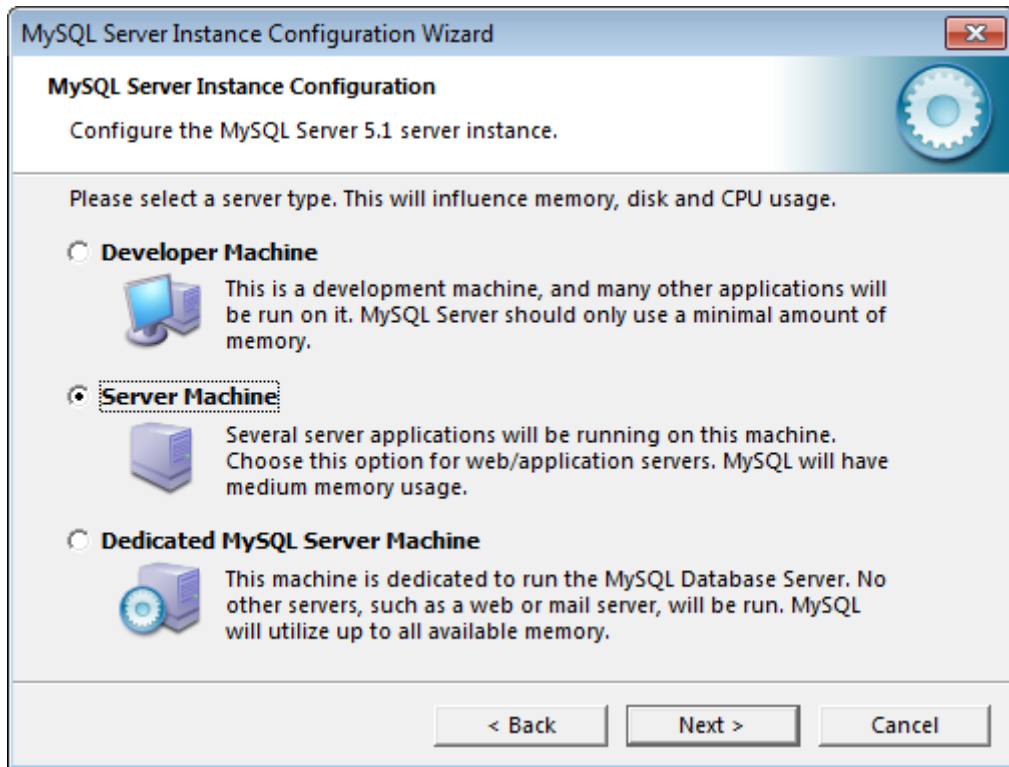 MySQL Server Instance Configuration Wizard
MySQL Server Instance Configuration
Configure the MySQL Server 5.1 server instance.
Please select a server type. This will influence memory, disk and CPU usage.
Developer Machine
This is a development machine, and many other applications will
be run on it. MySQL Server should only use a minimal amount of
memory.
Server Machine
Several server applications will be running on this machine.
Choose this option for web/application servers. MySQL will have
medium memory usage.
Dedicated MySQL Server Machine
This machine is dedicated to run the MySQL Database Server. No
other servers, such as a web or mail server, will be run. MySQL
will utilize up to all available memory.
< Back Next > Cancel